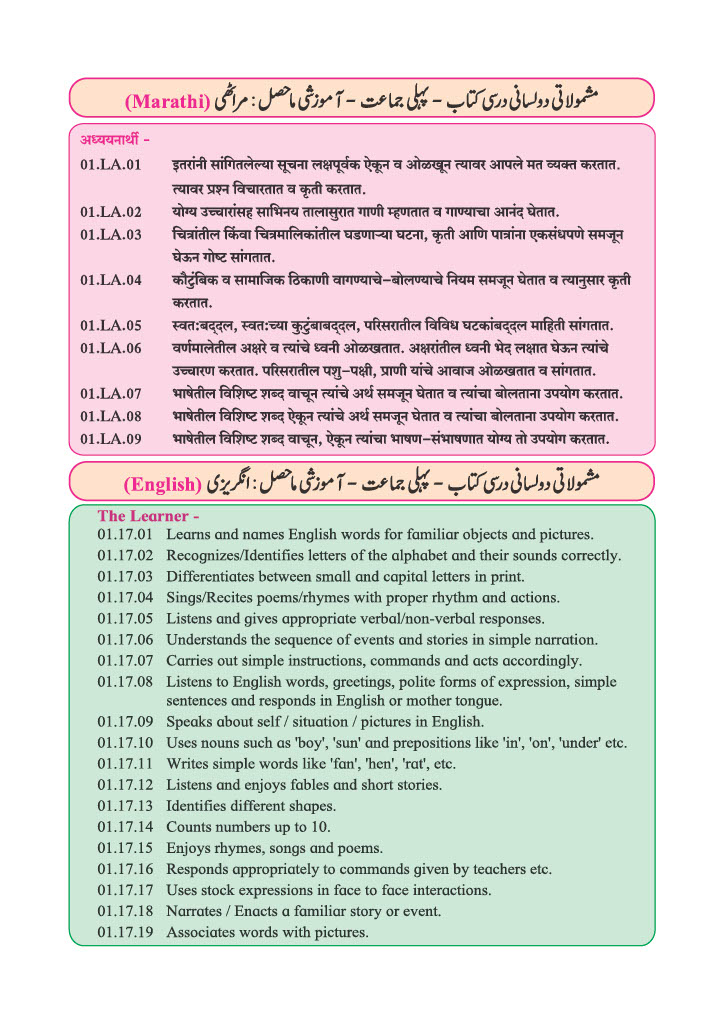 مشمولاتی دولسانی درسی کتاب - پہلی جماعت - آموزشی ماحصل : مراٹھی (Marathi)
अध्ययनार्थी -
01.LA.01 इतरांनी सांगितलेल्या सूचना लक्षपूर्वक ऐकून व ओळखून त्यावर आपले मत व्यक्त करतात.
त्यावर प्रश्न विचारतात व कृती करतात.
01.LA.02 योग्य उच्चारांसह साभिनय तालासुरात गाणी म्हणतात व गाण्याचा आनंद घेतात.
01.LA.03 चित्रांतील किंवा चित्रमालिकांतील घडणाऱ्या घटना, कृती आणि पात्रांना एकसंधपणे समजून
घेऊन गोष्ट सांगतात.
01.LA.04 कौटुंबिक व सामाजिक ठिकाणी वागण्याचे-बोलण्याचे नियम समजून घेतात व त्यानुसार कृती
करतात.
01.LA.05 स्वत:बद्‌दल, स्वत:च्या कुटुंबाबद्‌दल, परिसरातील विविध घटकांबद्‌दल माहिती सांगतात.
01.LA.06 वर्णमालेतील अक्षरे व त्यांचे ध्वनी ओळखतात. अक्षरांतील ध्वनी भेद लक्षात घेऊन त्यांचे
उच्चारण करतात. परिसरातील पशु-पक्षी, प्राणी यांचे आवाज ओळखतात व सांगतात.
01.LA.07 भाषेतील विशिष्ट शब्द वाचून त्यांचे अर्थ समजून घेतात व त्यांचा बोलताना उपयोग करतात.
01.LA.08 भाषेतील विशिष्ट शब्द ऐकून त्यांचे अर्थ समजून घेतात व त्यांचा बोलताना उपयोग करतात.
01.LA.09 भाषेतील विशिष्ट शब्द वाचून, ऐकून त्यांचा भाषण-संभाषणात योग्य तो उपयोग करतात.
مشمولاتی دولسانی درسی کتاب - پہلی جماعت - آموزشی ماحصل : انگریزی (English)
The Learner -
01.17.01 Learns and names English words for familiar objects and pictures.
01.17.02 Recognizes/Identifies letters of the alphabet and their sounds correctly.
01.17.03 Differentiates between small and capital letters in print.
01.17.04 Sings/Recites poems/rhymes with proper rhythm and actions.
01.17.05 Listens and gives appropriate verbal/non-verbal responses.
01.17.06 Understands the sequence of events and stories in simple narration.
01.17.07 Carries out simple instructions, commands and acts accordingly.
01.17.08 Listens to English words, greetings, polite forms of expression, simple
sentences and responds in English or mother tongue.
01.17.09 Speaks about self / situation / pictures in English.
01.17.10 Uses nouns such as 'boy', 'sun' and prepositions like 'in', 'on', 'under' etc.
01.17.11 Writes simple words like 'fan', 'hen', 'rat', etc.
01.17.12 Listens and enjoys fables and short stories.
01.17.13 Identifies different shapes.
01.17.14 Counts numbers up to 10.
01.17.15 Enjoys rhymes, songs and poems.
01.17.16 Responds appropriately to commands given by teachers etc.
01.17.17 Uses stock expressions in face to face interactions.
01.17.18 Narrates / Enacts a familiar story or event.
01.17.19 Associates words with pictures.